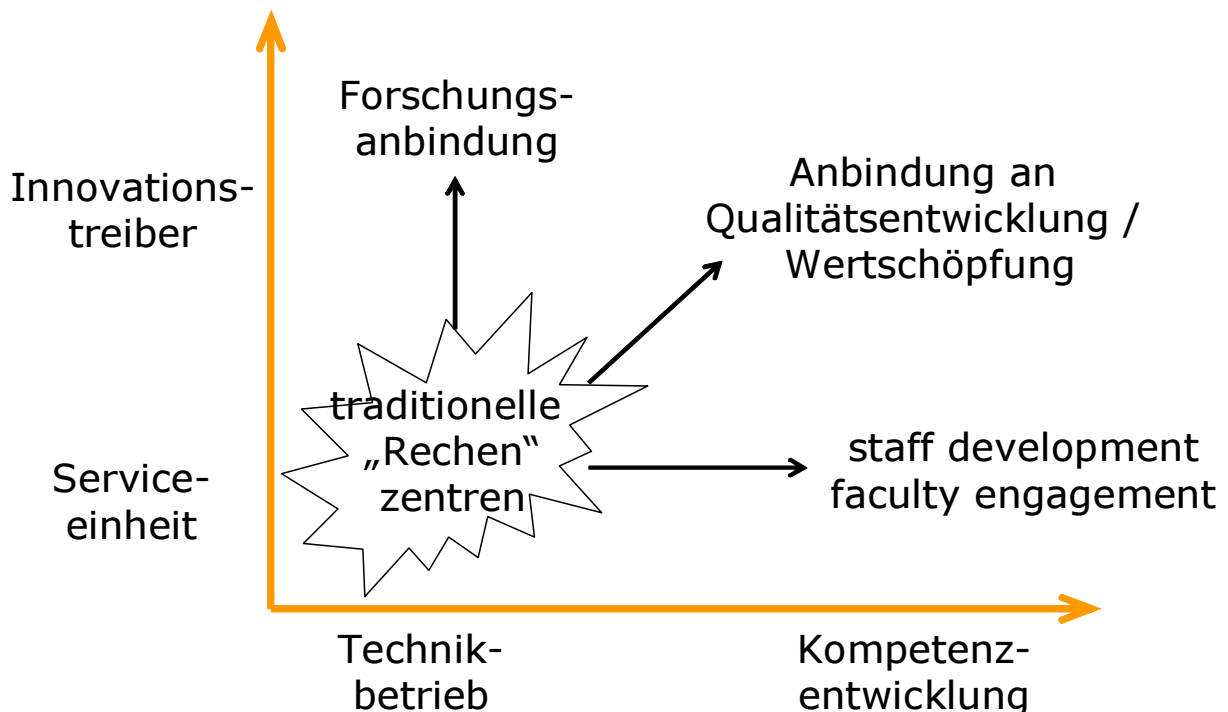 Forschungs-
anbindung
Innovations-
treiber
Anbindung an
Qualitätsentwicklung /
Wertschöpfung
traditionelle
„Rechen“
zentren
Service-
einheit
staff development
faculty engagement
Technik-
betrieb
Kompetenz-
entwicklung